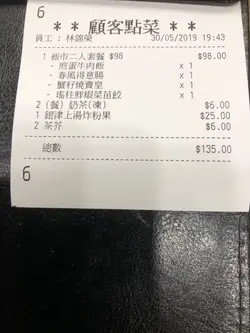 6
** 顧客點菜 **
員工 : 林錦榮 30/05/2019 19:43
1 飯市二人套餐 $98 $98.00
- 煎蛋牛肉飯 x 1
- 春風得意腸 x 1
- 蟹籽燒賣皇 x 1
- 瑤柱鮮蝦菜苗餃 x 1
2 (餐) 奶茶(凍) $6.00
1 銀津上湯炸粉果 $25.00
2 茶芥 $6.00
總數 $135.00
6